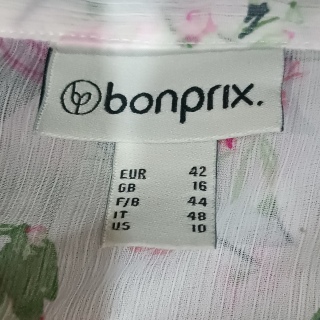 bonprix.
EUR 42
GB 16
F/B 44
IT 48
US 10